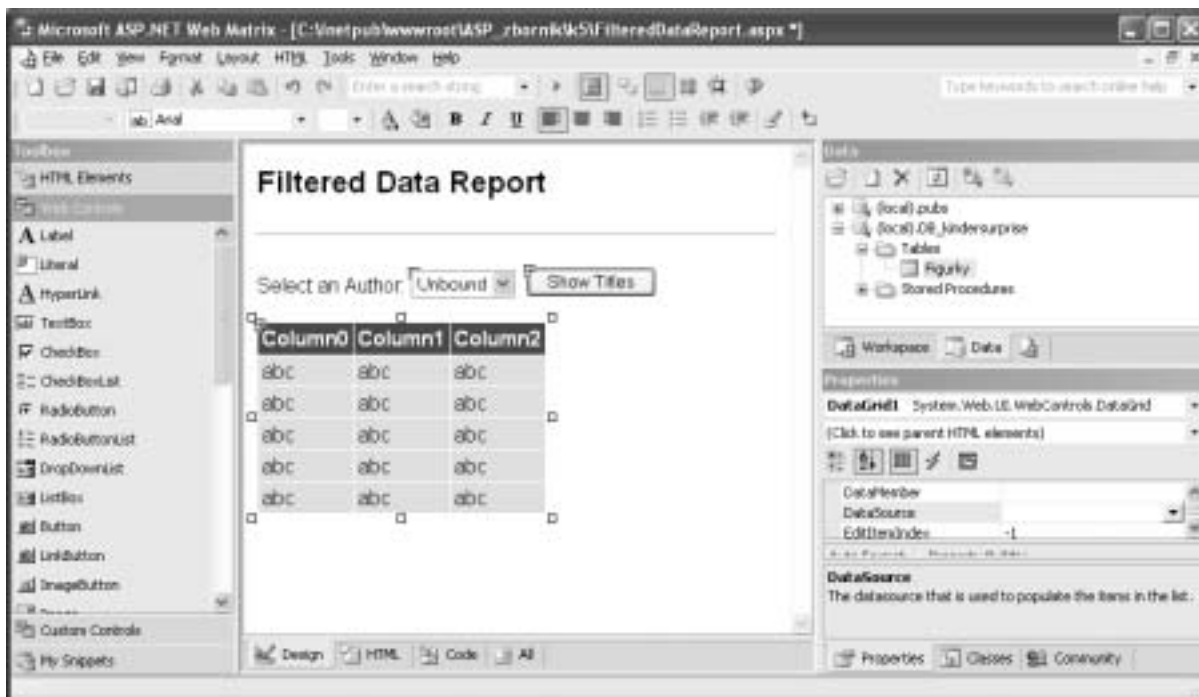 Microsoft ASP.NET Web Matrix - [C:\Inetpub\wwwroot\ASP_zbornik\k5\FilteredDataReport.aspx *]
File Edit View Format Layout HTML Tools Window Help
Enter a search string
Type keywords to search online help
Arial
B I U
Toolbox
HTML Elements
Web Controls
A Label
Literal
A HyperLink
TextBox
CheckBox
CheckBoxList
RadioButton
RadioButtonList
DropDownList
ListBox
Button
LinkButton
ImageButton
Custom Controls
My Snippets
Filtered Data Report
Select an Author: Unbound Show Titles
Column0 Column1 Column2
abc abc abc
abc abc abc
abc abc abc
abc abc abc
abc abc abc
Design HTML Code All
Data
(local).pubs
(local).DB_kindersurprise
Tables
Figurky
Stored Procedures
Workspace Data
Properties
DataGrid1 System.Web.UI.WebControls.DataGrid
(Click to see parent HTML elements)
DataMember
DataSource
EditItemIndex -1
DataSource
The datasource that is used to populate the items in the list.
Properties Classes Community